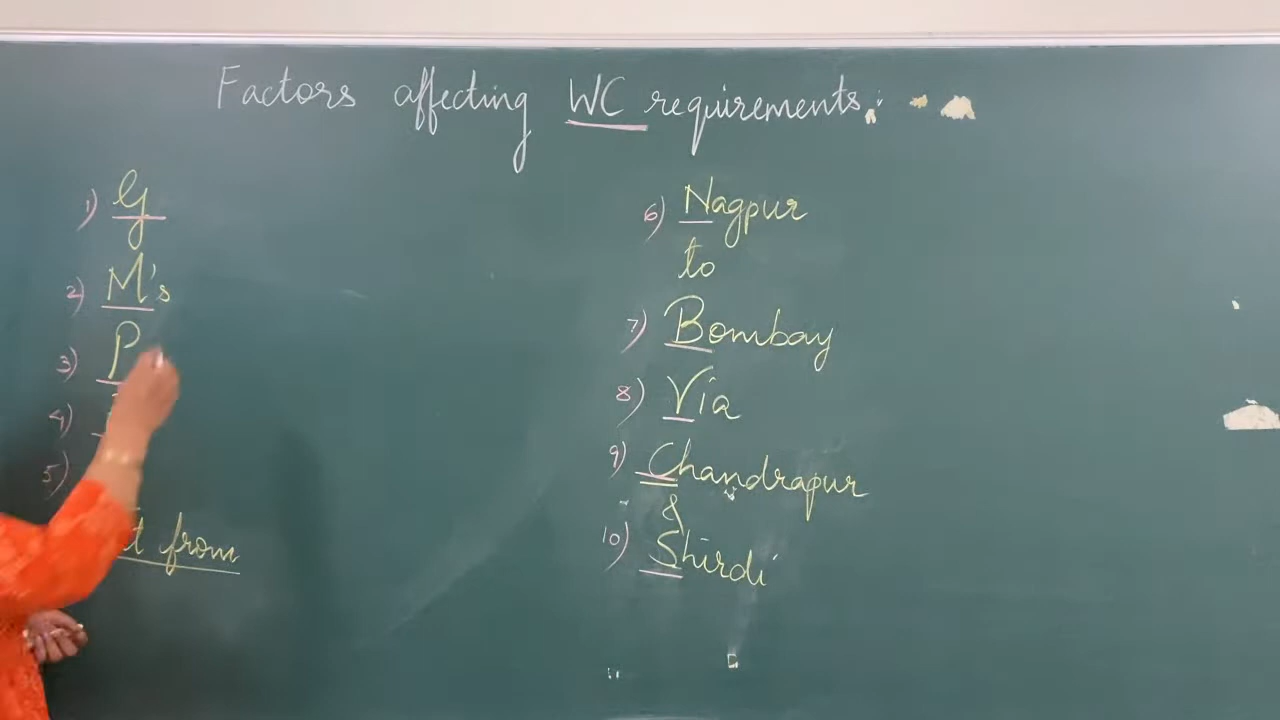 Factors affecting WC requirements:
1) G
2) M's
3) P
4)
5)
from
6) Nagpur
to
7) Bombay
8) Via
9) Chandrapur
&
10) Shirdi